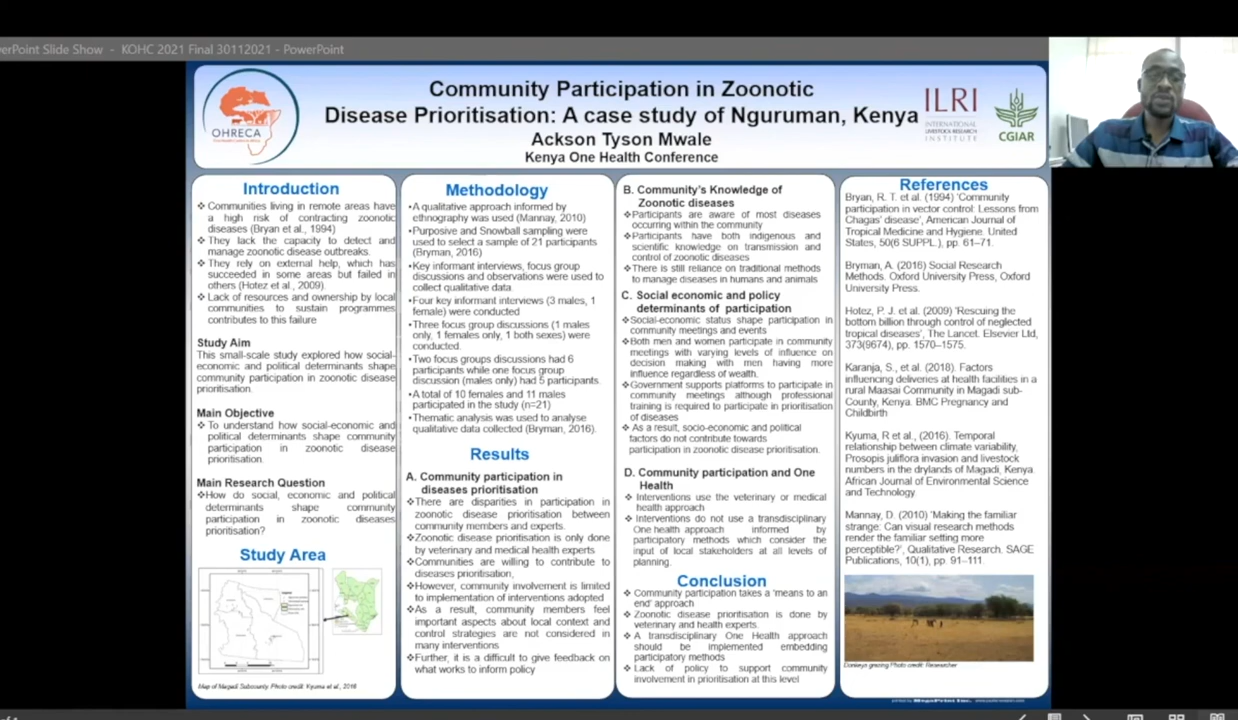 PowerPoint Slide Show - KOHC 2021 Final 30112021 - PowerPoint
Community Participation in Zoonotic
Disease Prioritisation: A case study of Nguruman, Kenya
Ackson Tyson Mwale
Kenya One Health Conference
OHRECA
ILRI
INTERNATIONAL
LIVESTOCK RESEARCH
INSTITUTE
CGIAR
Introduction
❖Communities living in remote areas have
a high risk of contracting zoonotic
diseases (Bryan et al., 1994)
❖They lack the capacity to detect and
manage zoonotic disease outbreaks.
❖They rely on external help, which has
succeeded in some areas but failed in
others (Hotez et al., 2009).
❖Lack of resources and ownership by local
communities to sustain programmes
contributes to this failure
Study Aim
This small-scale study explored how social-
economic and political determinants shape
community participation in zoonotic disease
prioritisation.
Main Objective
❖To understand how social-economic and
political determinants shape community
participation in zoonotic disease
prioritisation.
Main Research Question
❖How do social, economic and political
determinants shape community
participation in zoonotic diseases
prioritisation?
Study Area
Map of Magadi Subcounty. Photo credit: Kyuma et al., 2016
Methodology
•A qualitative approach informed by
ethnography was used (Mannay, 2010)
•Purposive and Snowball sampling were
used to select a sample of 21 participants
(Bryman, 2016)
•Key informant interviews, focus group
discussions and observations were used to
collect qualitative data.
•Four key informant interviews (3 males, 1
female) were conducted
•Three focus group discussions (1 males
only, 1 females only, 1 both sexes) were
conducted.
•Two focus groups discussions had 6
participants while one focus group
discussion (males only) had 5 participants.
•A total of 10 females and 11 males
participated in the study (n=21)
•Thematic analysis was used to analyse
qualitative data collected (Bryman, 2016).
Results
A. Community participation in
diseases prioritisation
❖There are disparities in participation in
zoonotic disease prioritisation between
community members and experts.
❖Zoonotic disease prioritisation is only done
by veterinary and medical health experts
❖Communities are willing to contribute to
diseases prioritisation,
❖However, community involvement is limited
to implementation of interventions adopted
❖As a result, community members feel
important aspects about local context and
control strategies are not considered in
many interventions
❖Further, it is a difficult to give feedback on
what works to inform policy
B. Community's Knowledge of
Zoonotic diseases
❖Participants are aware of most diseases
occurring within the community
❖Participants have both indigenous and
scientific knowledge on transmission and
control of zoonotic diseases
❖There is still reliance on traditional methods
to manage diseases in humans and animals
C. Social economic and policy
determinants of participation
❖Social-economic status shape participation in
community meetings and events
❖Both men and women participate in community
meetings with varying levels of influence on
decision making with men having more
influence regardless of wealth.
❖Government supports platforms to participate in
community meetings although professional
training is required to participate in prioritisation
of diseases
❖ As a result, socio-economic and political
factors do not contribute towards
participation in zoonotic disease prioritisation.
D. Community participation and One
Health
❖ Interventions use the veterinary or medical
health approach
❖ Interventions do not use a transdisciplinary
One health approach informed by
participatory methods which consider the
input of local stakeholders at all levels of
planning.
Conclusion
❖ Community participation takes a 'means to an
end' approach
❖ Zoonotic disease prioritisation is done by
veterinary and health experts.
❖ A transdisciplinary One Health approach
should be implemented embedding
participatory methods
❖ Lack of policy to support community
involvement in prioritisation at this level
References
Bryan, R. T. et al. (1994) 'Community
participation in vector control: Lessons from
Chagas' disease', American Journal of
Tropical Medicine and Hygiene. United
States, 50(6 SUPPL.), pp. 61–71.
Bryman, A. (2016) Social Research
Methods. Oxford University Press, Oxford
University Press.
Hotez, P. J. et al. (2009) 'Rescuing the
bottom billion through control of neglected
tropical diseases', The Lancet. Elsevier Ltd,
373(9674), pp. 1570–1575.
Karanja, S., et al. (2018). Factors
influencing deliveries at health facilities in a
rural Maasai Community in Magadi sub-
County, Kenya. BMC Pregnancy and
Childbirth
Kyuma, R et al., (2016). Temporal
relationship between climate variability,
Prosopis juliflora invasion and livestock
numbers in the drylands of Magadi, Kenya.
African Journal of Environmental Science
and Technology
Mannay, D. (2010) 'Making the familiar
strange: Can visual research methods
render the familiar setting more
perceptible?', Qualitative Research. SAGE
Publications, 10(1), pp. 91–111.
Donkeys grazing Photo credit: Researcher